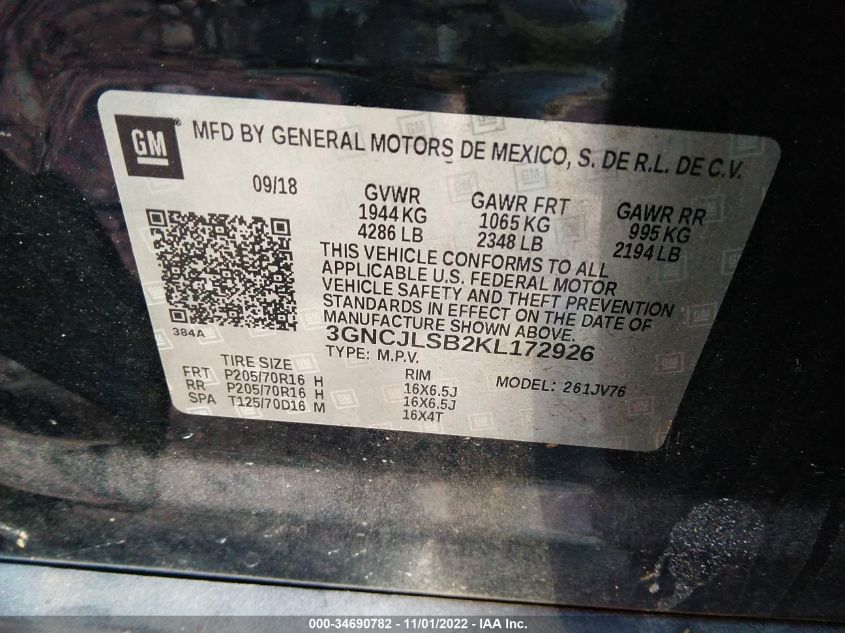 GM
MFD BY GENERAL MOTORS DE MEXICO, S. DE R.L. DE C.V.
09/18
GVWR
1944 KG
4286 LB
GAWR FRT
1065 KG
2348 LB
GAWR RR
995 KG
2194 LB
THIS VEHICLE CONFORMS TO ALL
APPLICABLE U.S. FEDERAL MOTOR
VEHICLE SAFETY AND THEFT PREVENTION
STANDARDS IN EFFECT ON THE DATE OF
MANUFACTURE SHOWN ABOVE.
384A
3GNCJLSB2KL172926
TYPE: M.P.V.
MODEL: 261JV76
TIRE SIZE
RIM
FRT P205/70R16 H 16X6.5J
RR P205/70R16 H 16X6.5J
SPA T125/70D16 M 16X4T
000-34690782 - 11/01/2022 - IAA Inc.